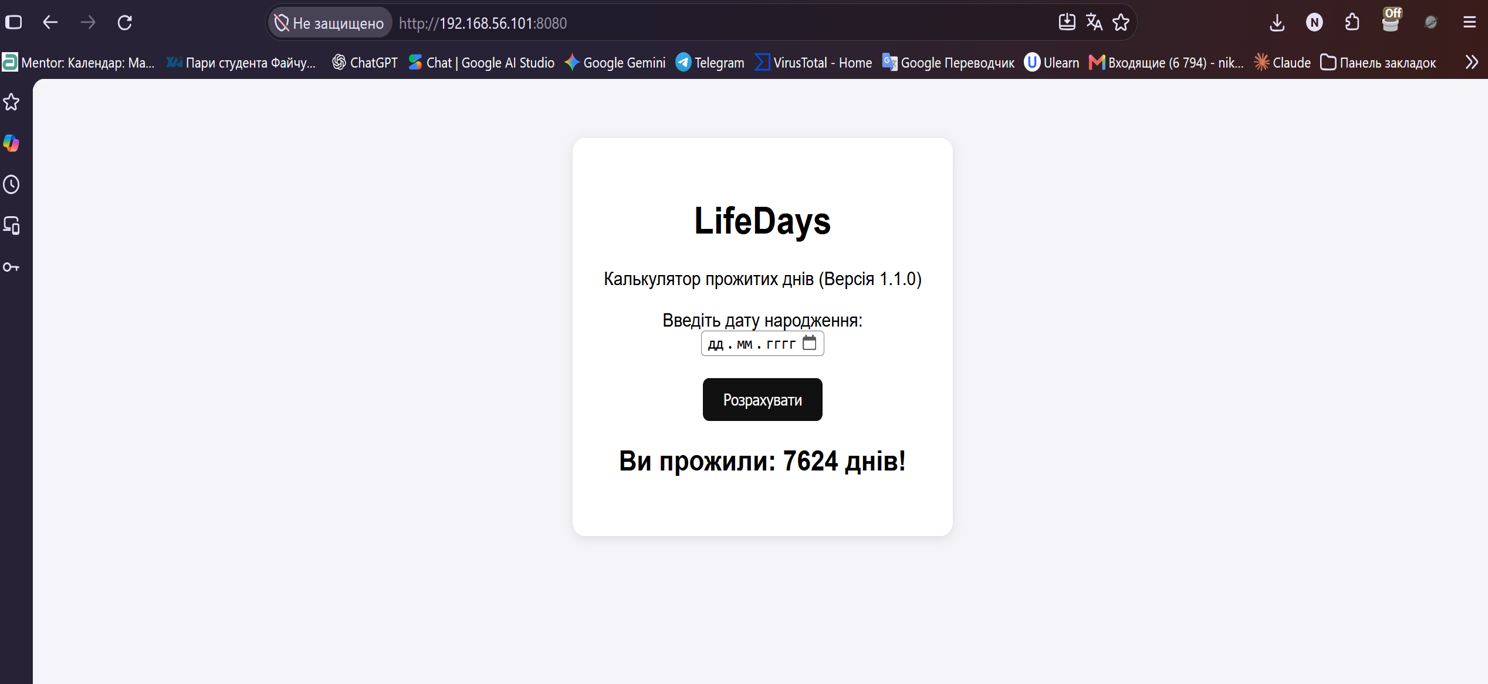 Не защищено http://192.168.56.101:8080
N
Off
Mentor: Календар: Ma... Пари студента Файчу... ChatGPT Chat | Google AI Studio Google Gemini Telegram VirusTotal - Home Google Переводчик Ulearn Входящие (6 794) - nik... Claude Панель закладок
LifeDays
Калькулятор прожитих днів (Версія 1.1.0)
Введіть дату народження:
дд.мм.гггг
Розрахувати
Ви прожили: 7624 днів!